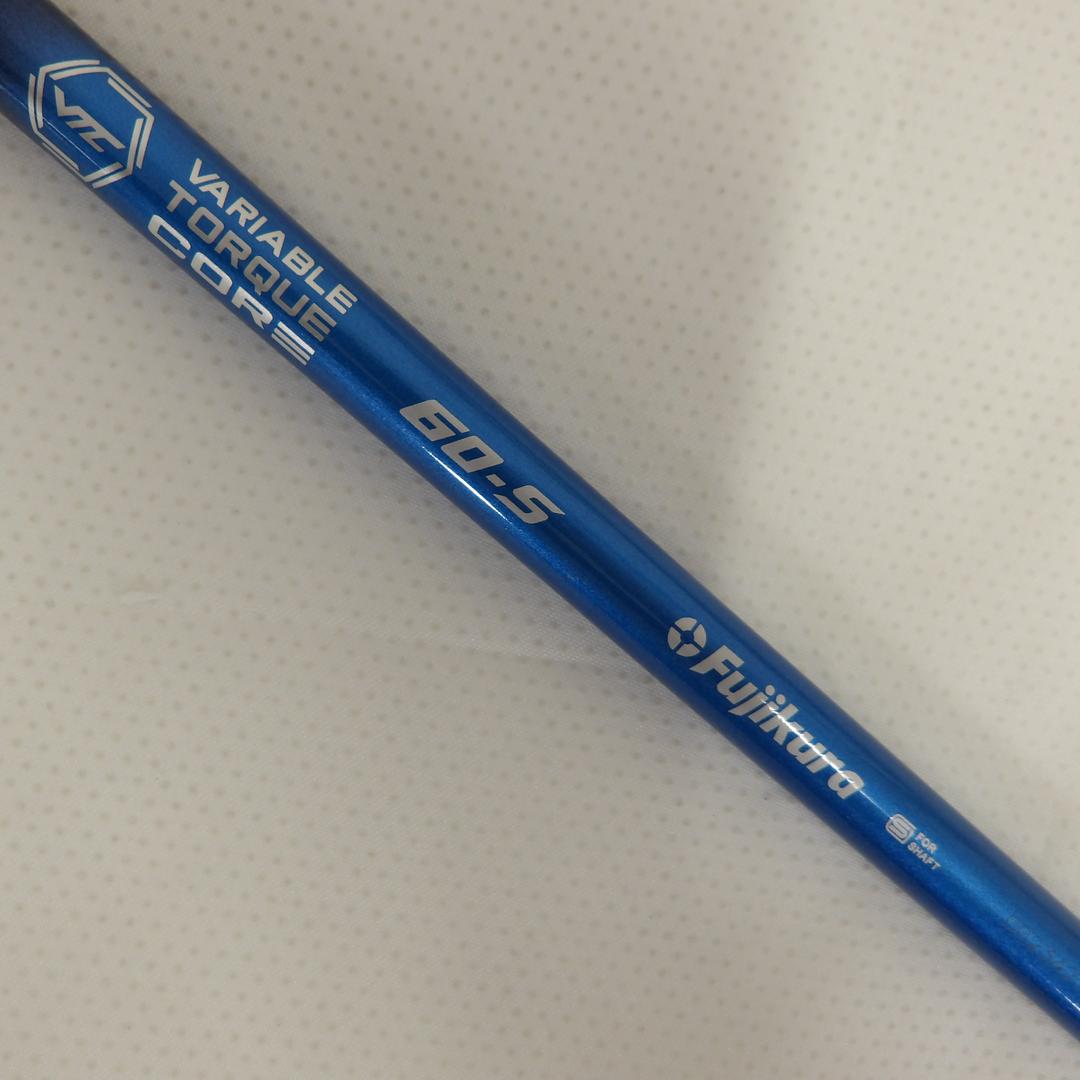 VTC
VARIABLE
TORQUE
CORE
60-S
Fujikura
S FOR
SHAFT